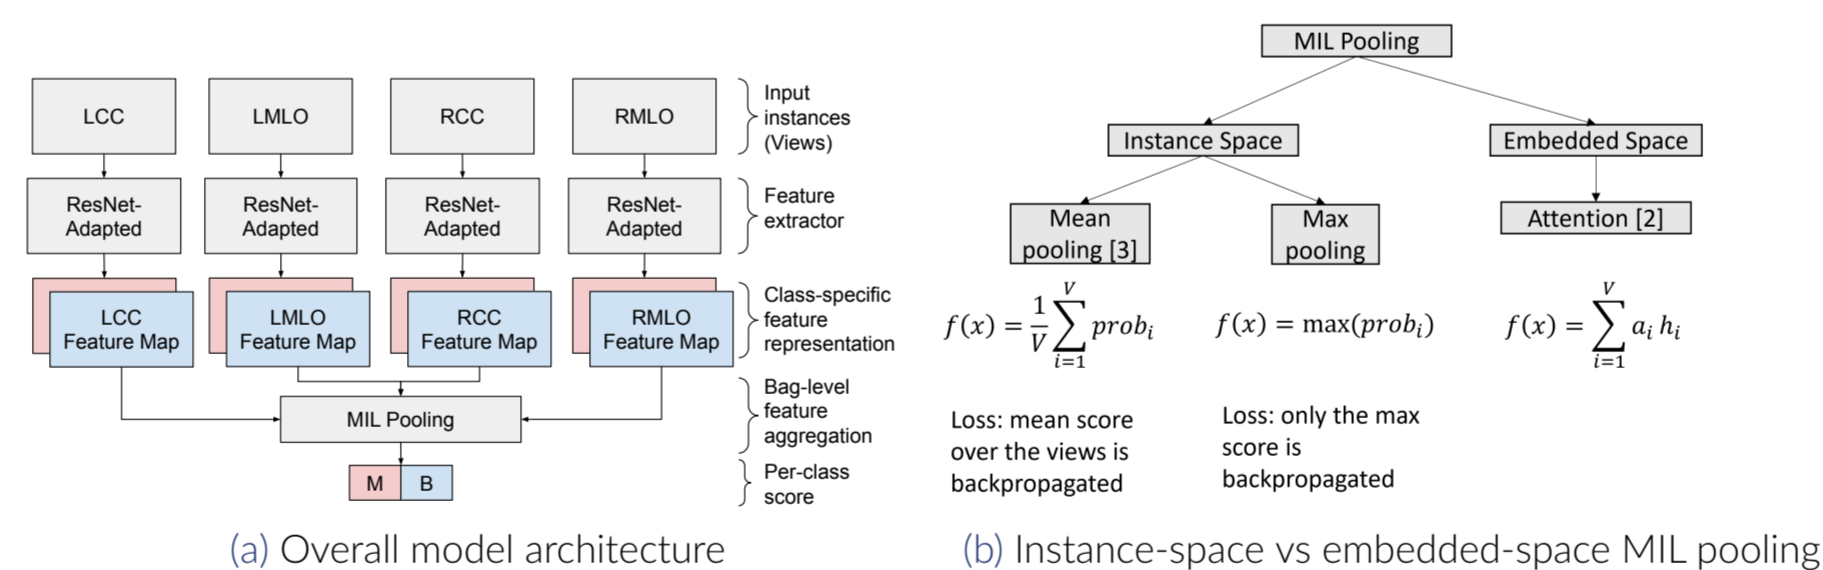 LCC
LMLO
RCC
RMLO
Input
instances
(Views)
ResNet-
Adapted
ResNet-
Adapted
ResNet-
Adapted
ResNet-
Adapted
Feature
extractor
LCC
Feature Map
LMLO
Feature Map
RCC
Feature Map
RMLO
Feature Map
Class-specific
feature
representation
MIL Pooling
Bag-level
feature
aggregation
M
B
Per-class
score
(a) Overall model architecture
MIL Pooling
Instance Space
Embedded Space
Mean
pooling [3]
Max
pooling
Attention [2]
f(x) = \frac{1}{V} \sum_{i=1}^{V} prob_i
f(x) = max(prob_i)
f(x) = \sum_{i=1}^{V} a_i h_i
Loss: mean score
over the views is
backpropagated
Loss: only the max
score is
backpropagated
(b) Instance-space vs embedded-space MIL pooling